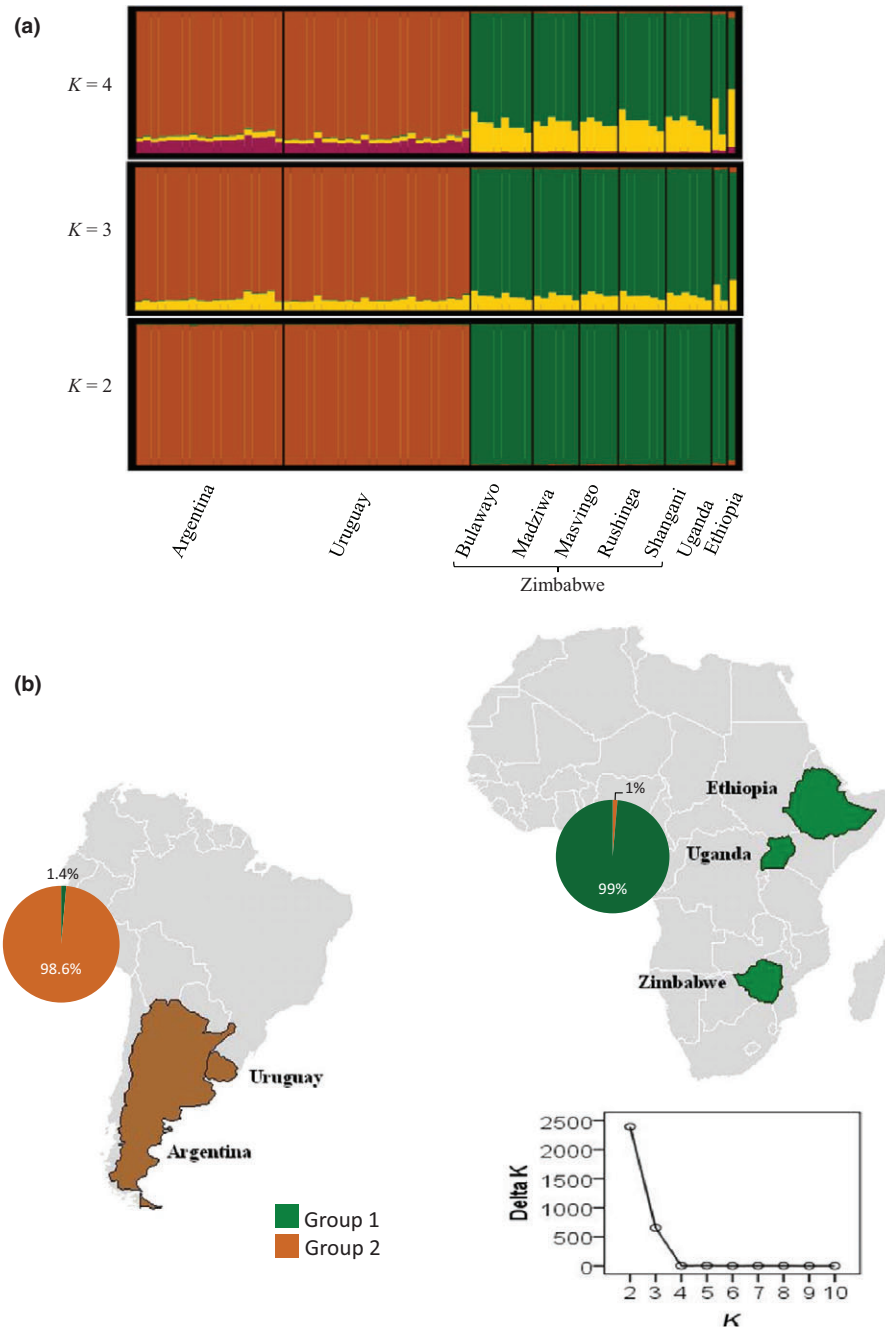 (a)
K = 4
K = 3
K = 2
Argentina
Uruguay
Bulawayo
Madziwa
Masvingo
Rushinga
Shangani
Uganda
Ethiopia
Zimbabwe
(b)
1.4%
98.6%
Uruguay
Argentina
1%
99%
Ethiopia
Uganda
Zimbabwe
Group 1
Group 2
Delta K
2500
2000
1500
1000
500
0
2 3 4 5 6 7 8 9 10
K